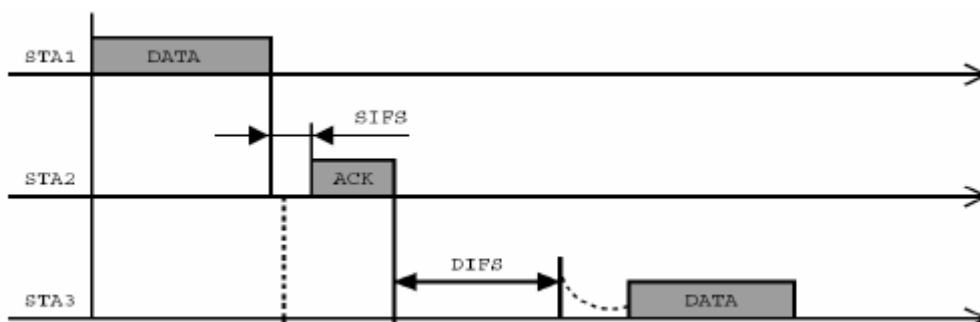 STA1 DATA
SIFS
STA2 ACK
DIFS
STA3 DATA